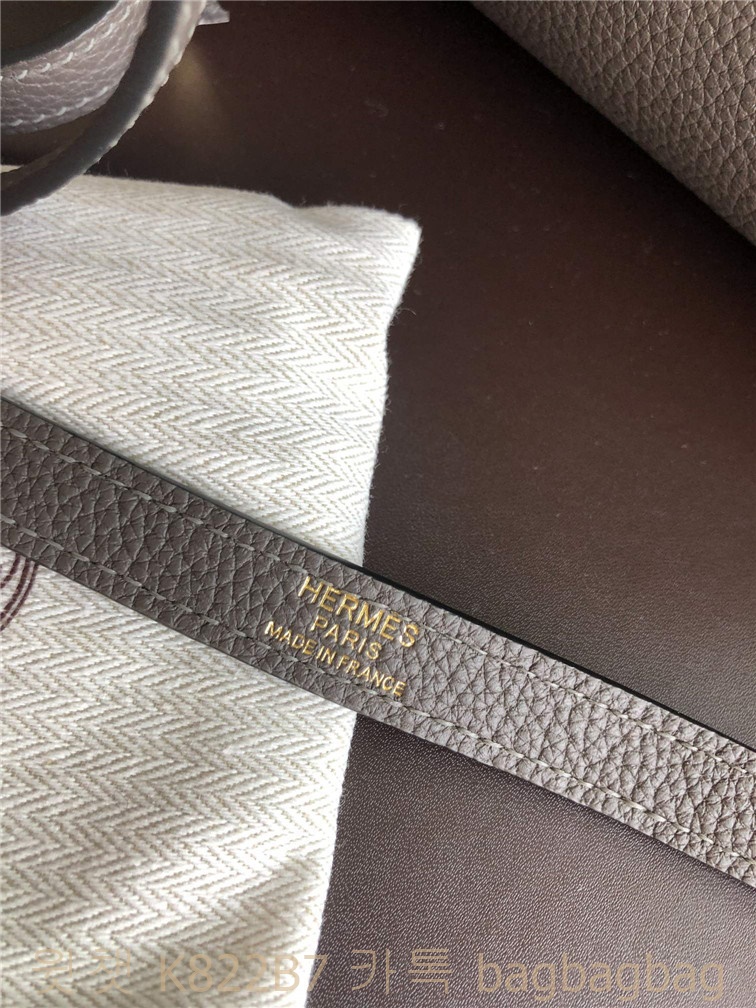 HERMES
PARIS
MADE IN FRANCE
K822B7 카톡 bagbagbag